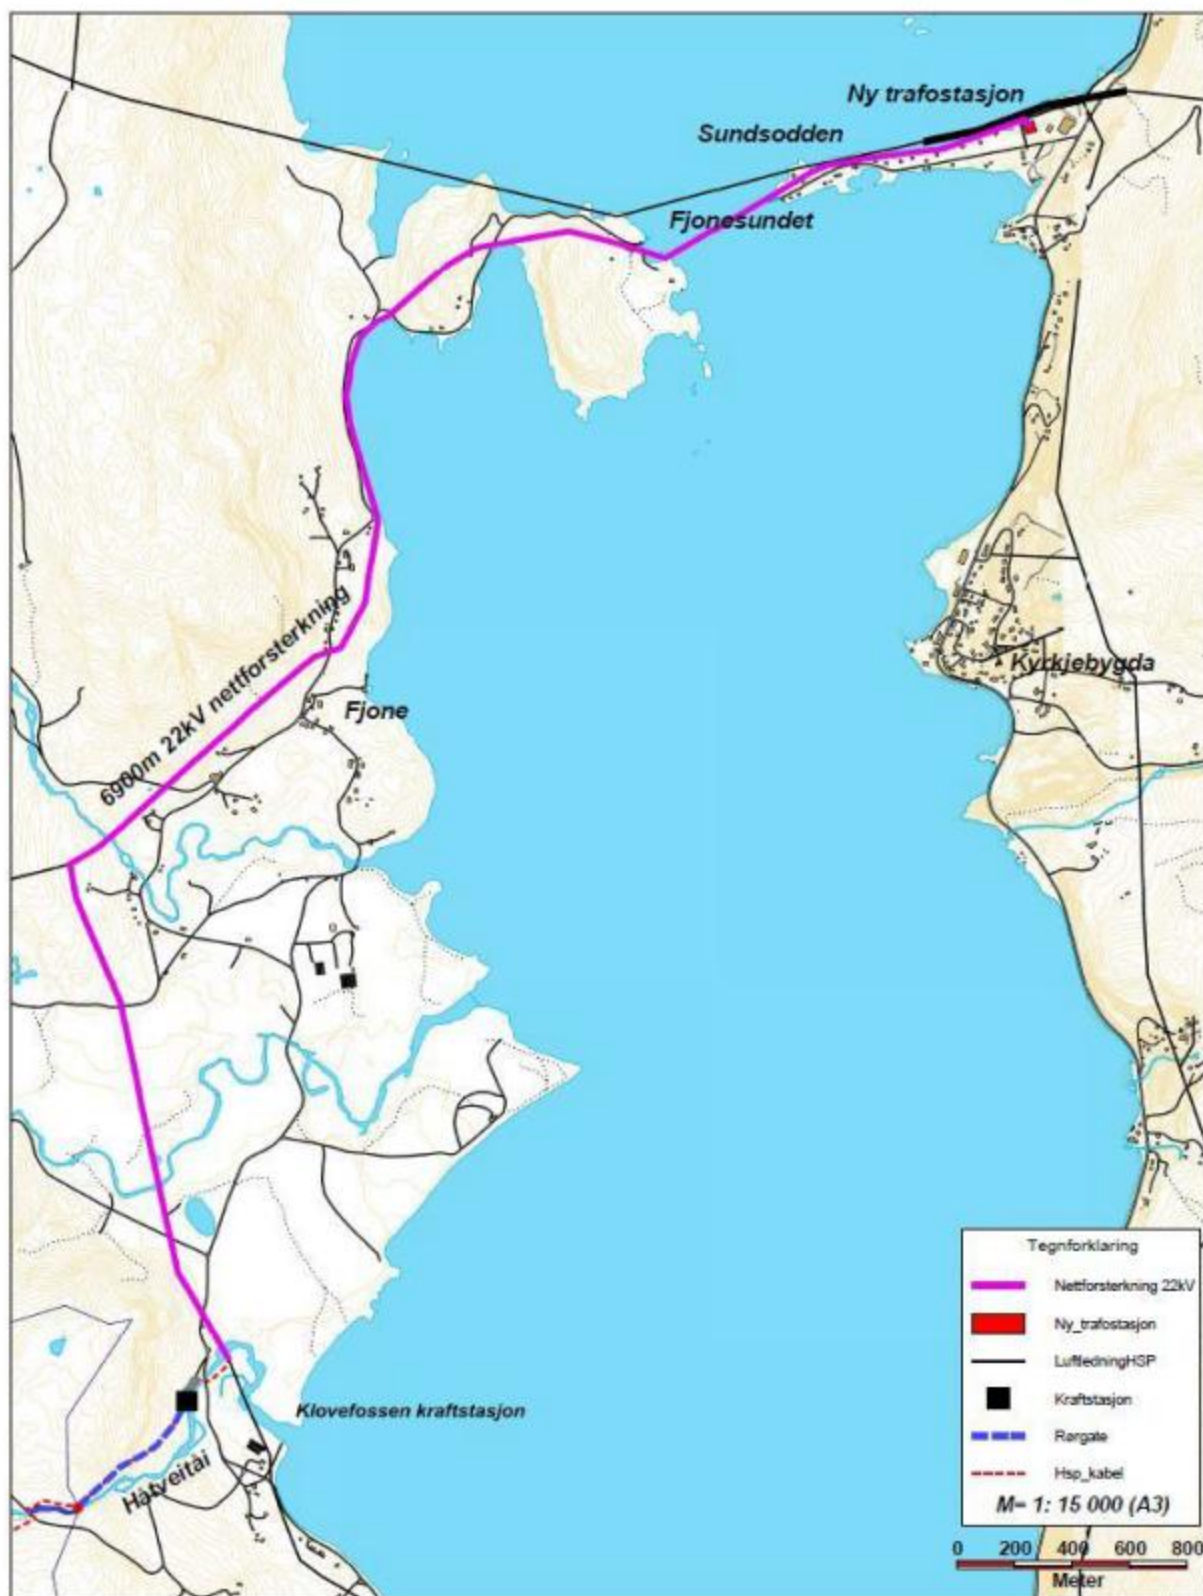 Ny trafostasjon
Sundsodden
Fjonesundet
6900m 22kV nettforsterkning
Kyrkjebygda
Fjone
Klovefossen kraftstasjon
Håtveitåi
Tegnforklaring
Nettforsterkning 22kV
Ny_trafostasjon
LuftledningHSP
Kraftstasjon
Rørgate
Hsp_kabel
M= 1: 15 000 (A3)
0 200 400 600 800
Meter